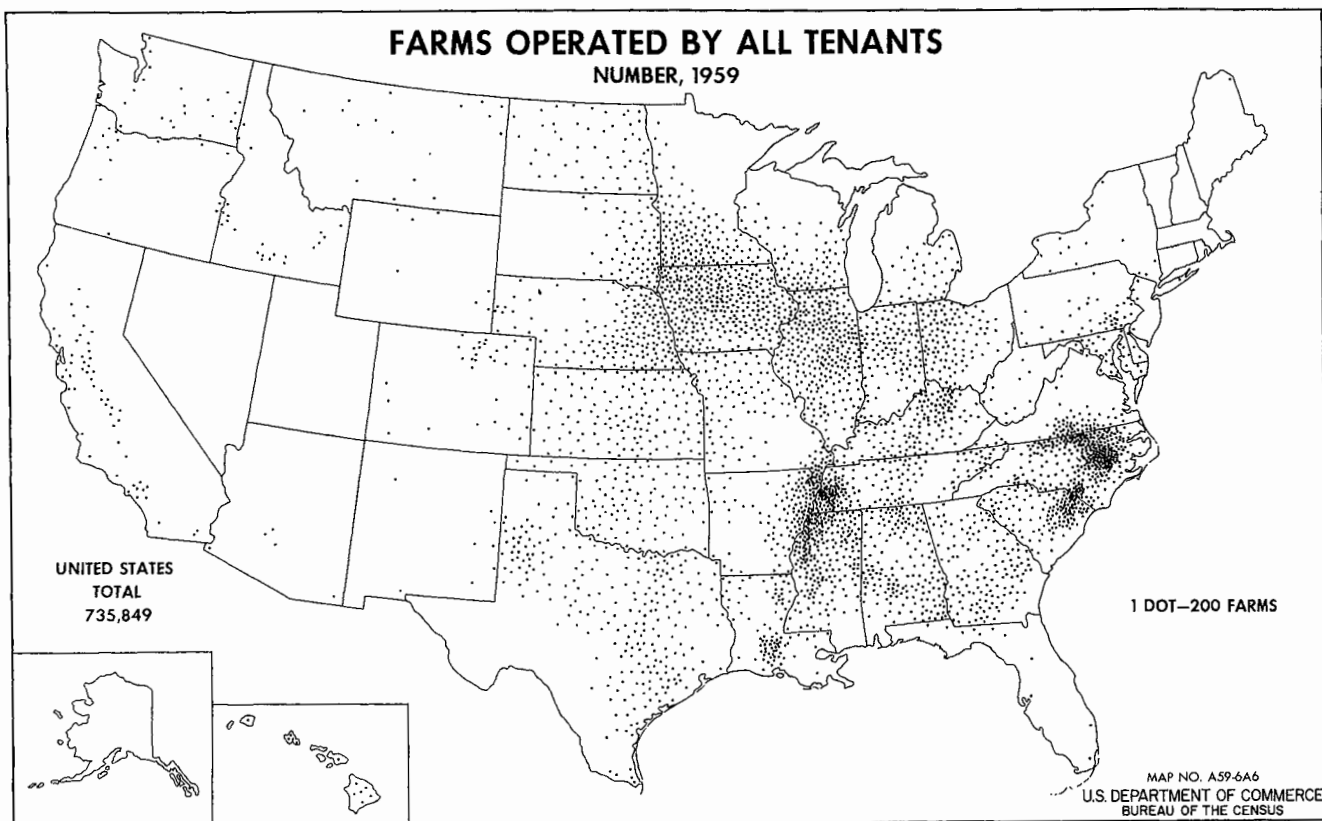 FARMS OPERATED BY ALL TENANTS
NUMBER, 1959
UNITED STATES
TOTAL
735,849
1 DOT—200 FARMS
MAP NO. A59-6A6
U.S. DEPARTMENT OF COMMERCE
BUREAU OF THE CENSUS